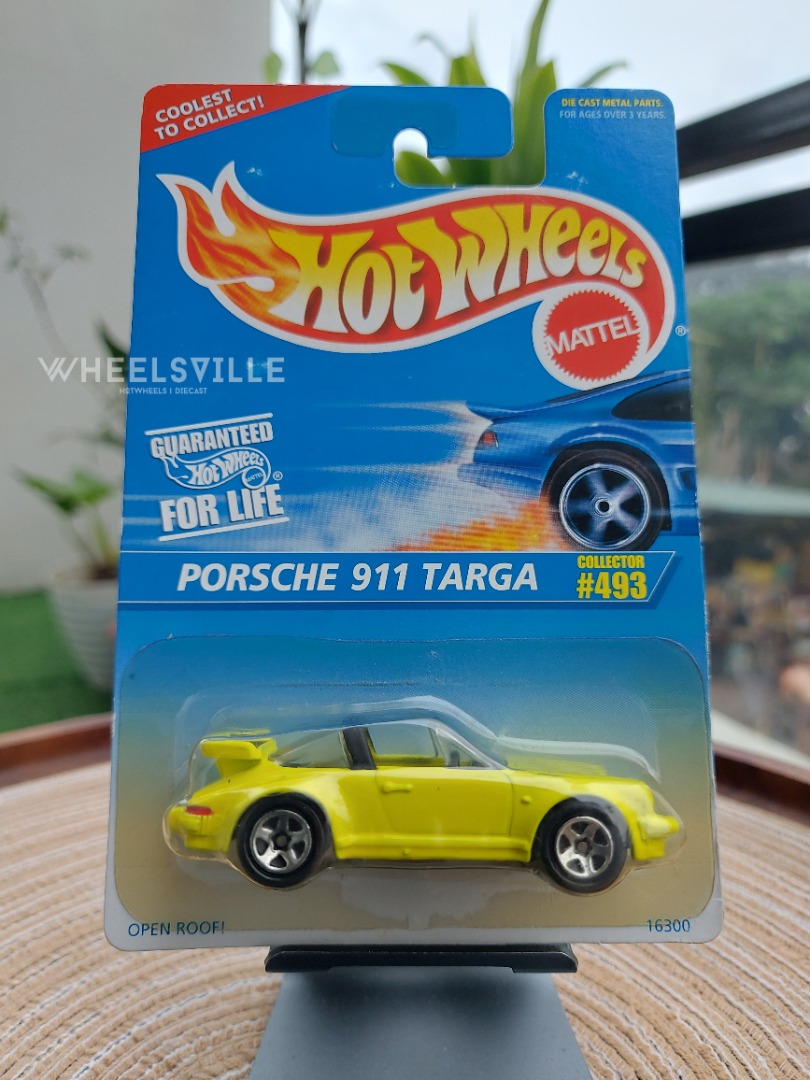 COOLEST
TO COLLECT!
DIE CAST METAL PARTS.
FOR AGES OVER 3 YEARS.
HOT WHEELS
MATTEL
®
WHEELSVILLE
HOTWHEELS | DIECAST
GUARANTEED
HOT WHEELS
MATTEL
®
FOR LIFE
PORSCHE 911 TARGA
COLLECTOR
#493
OPEN ROOF!
16300